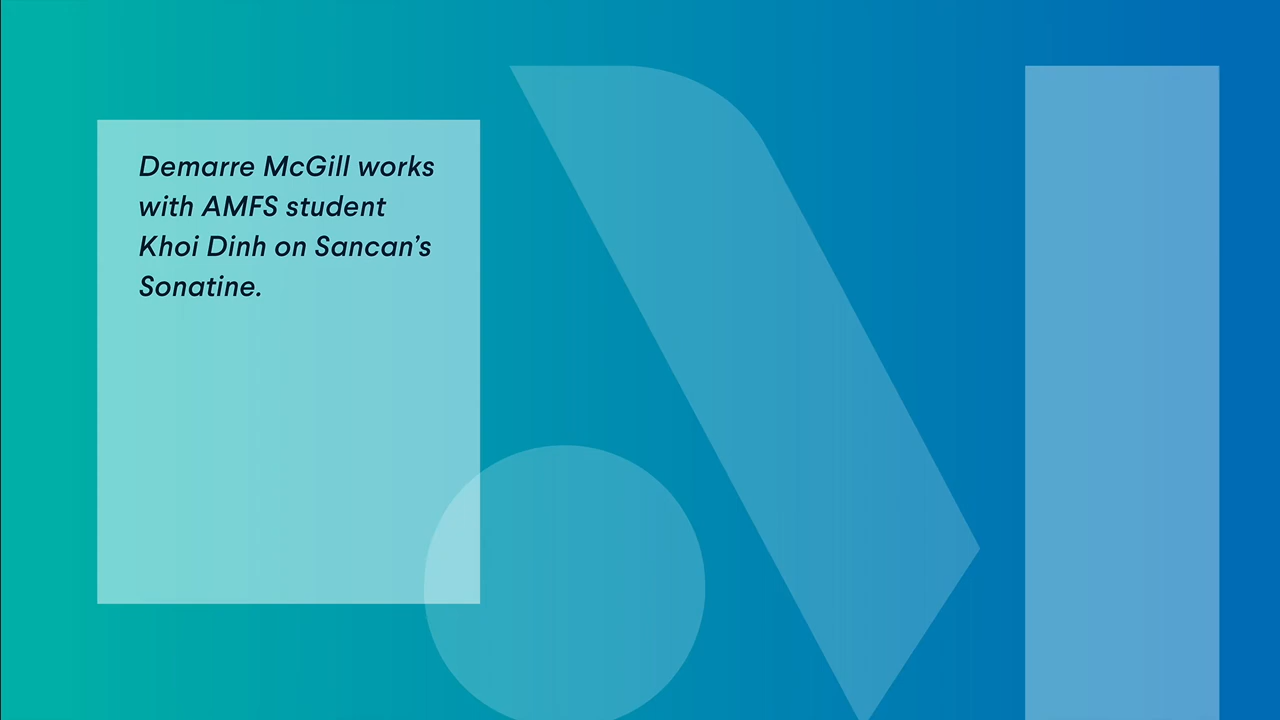 Demarre McGill works
with AMFS student
Khoi Dinh on Sancan’s
Sonatine.